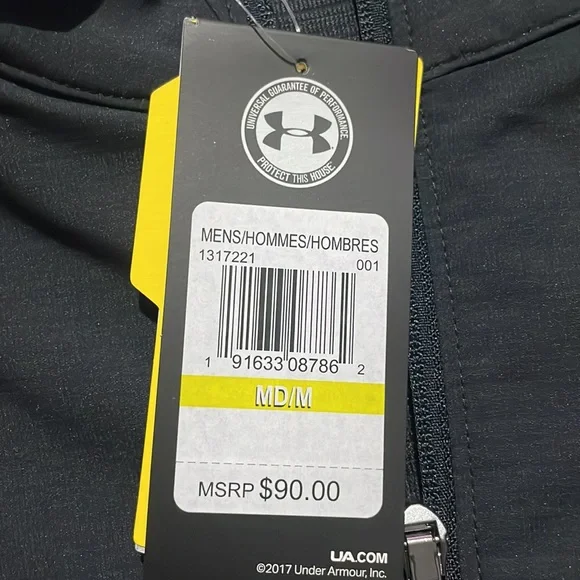 UNIVERSAL GUARANTEE OF PERFORMANCE
PROTECT THIS HOUSE
MENS/HOMMES/HOMBRES
1317221 001
1 91633 08786 2
MD/M
MSRP $90.00
UA.COM
©2017 Under Armour, Inc.